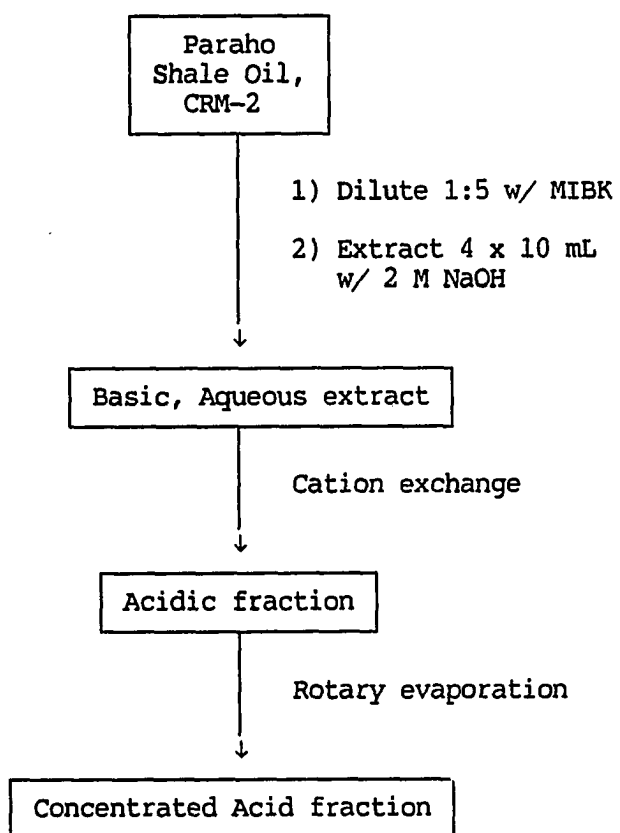 Paraho
Shale Oil,
CRM-2
1) Dilute 1:5 w/ MIBK
2) Extract 4 x 10 mL
w/ 2 M NaOH
Basic, Aqueous extract
Cation exchange
Acidic fraction
Rotary evaporation
Concentrated Acid fraction